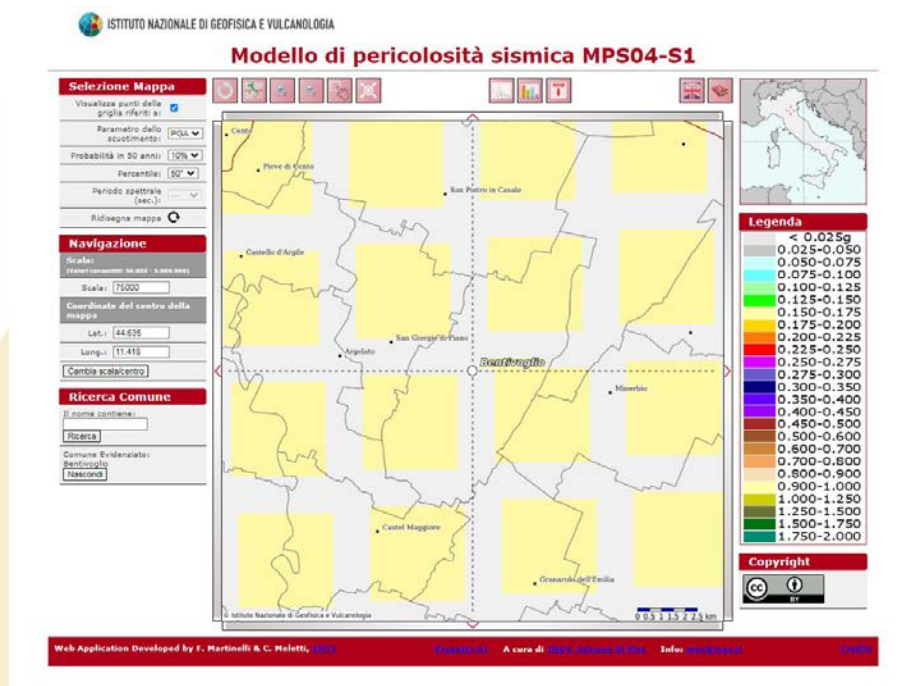 ISTITUTO NAZIONALE DI GEOFISICA E VULCANOLOGIA
Modello di pericolosità sismica MPS04-S1
Selezione Mappa
Visualizza punti della
griglia riferiti a:
Parametro dello
scuotimento: PGA
Probabilità in 50 anni: 10%
Percentile: 50°
Periodo spettrale
(sec.):
Ridisegna mappa
Navigazione
Scala:
(Valori consentiti: 50.000 - 5.000.000)
Scala: 75000
Coordinate del centro della
mappa
Lat.: 44.635
Long.: 11.418
Cambia scala/centro
Ricerca Comune
Il nome contiene:
Ricerca
Comune Evidenziato:
Bentivoglio
Nascondi
Cento
Pieve di Cento
San Pietro in Casale
Castello d'Argile
San Giorgio di Piano
Argelato
Bentivoglio
Minerbio
Castel Maggiore
Granarolo dell'Emilia
© Istituto Nazionale di Geofisica e Vulcanologia
0 0.5 1 1.5 2 2.5 km
Legenda
< 0.025g
0.025-0.050
0.050-0.075
0.075-0.100
0.100-0.125
0.125-0.150
0.150-0.175
0.175-0.200
0.200-0.225
0.225-0.250
0.250-0.275
0.275-0.300
0.300-0.350
0.350-0.400
0.400-0.450
0.450-0.500
0.500-0.600
0.600-0.700
0.700-0.800
0.800-0.900
0.900-1.000
1.000-1.250
1.250-1.500
1.500-1.750
1.750-2.000
Copyright
cc
BY
Web Application Developed by F. Martinelli & C. Meletti,
A cura di
Info: